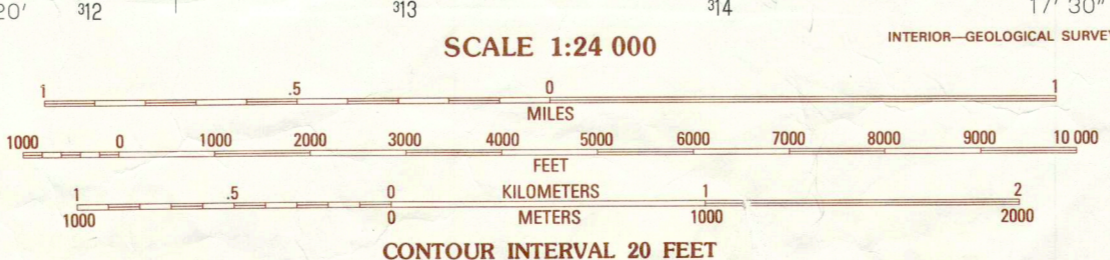 20' ³12 ³13 ³14 17' 30"
INTERIOR—GEOLOGICAL SURVEY
SCALE 1:24 000
1 .5 0 1
MILES
1000 0 1000 2000 3000 4000 5000 6000 7000 8000 9000 10 000
FEET
1 .5 0 KILOMETERS 1 2
1000 0 METERS 1000 2000
CONTOUR INTERVAL 20 FEET